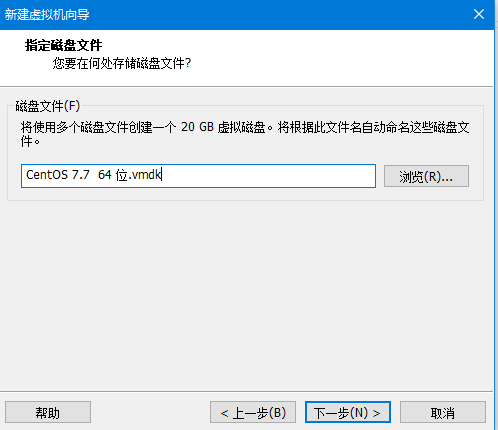 新建虚拟机向导
指定磁盘文件
您要在何处存储磁盘文件?
磁盘文件(F)
将使用多个磁盘文件创建一个 20 GB 虚拟磁盘。将根据此文件名自动命名这些磁盘文
件。
CentOS 7.7  64 位.vmdk
浏览(R)...
帮助
< 上一步(B)
下一步(N) >
取消